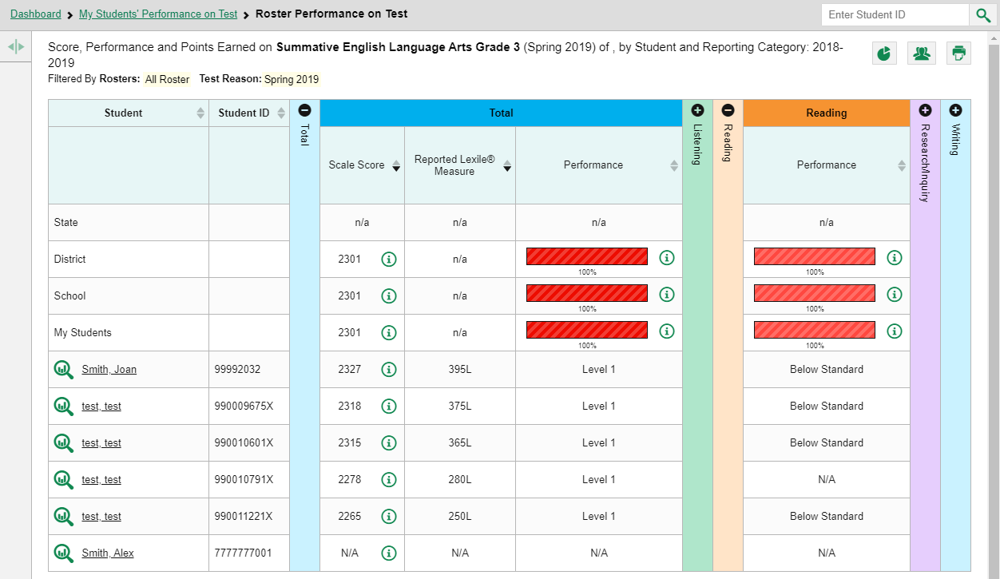 Dashboard > My Students' Performance on Test > Roster Performance on Test
Enter Student ID
Score, Performance and Points Earned on Summative English Language Arts Grade 3 (Spring 2019) of , by Student and Reporting Category: 2018-
2019
Filtered By Rosters: All Roster Test Reason: Spring 2019
Student Student ID Total Total Listening Reading Reading Research/Inquiry Writing
Scale Score Reported Lexile® Measure Performance Performance
State n/a n/a n/a n/a
District 2301 n/a 100% 100%
School 2301 n/a 100% 100%
My Students 2301 n/a 100% 100%
Smith, Joan 99992032 2327 395L Level 1 Below Standard
test, test 990009675X 2318 375L Level 1 Below Standard
test, test 990010601X 2315 365L Level 1 Below Standard
test, test 990010791X 2278 280L Level 1 N/A
test, test 990011221X 2265 250L Level 1 Below Standard
Smith, Alex 7777777001 N/A N/A N/A N/A